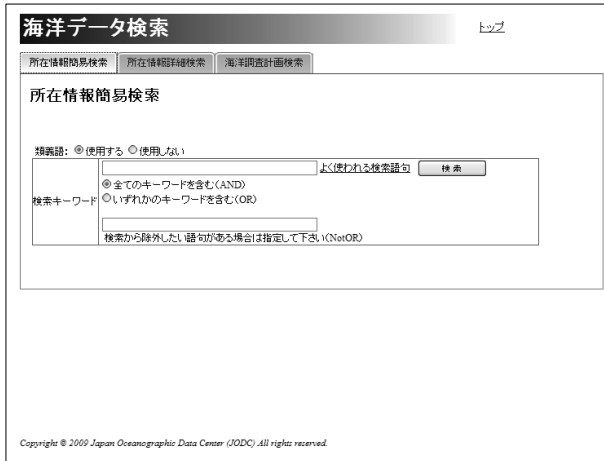 海洋データ検索
トップ
所在情報簡易検索 所在情報詳細検索 海洋調査計画検索
所在情報簡易検索
類義語: 使用する 使用しない
よく使われる検索語句 検索
全てのキーワードを含む(AND)
検索キーワード いずれかのキーワードを含む(OR)
検索から除外したい語句がある場合は指定して下さい(NotOR)
Copyright © 2009 Japan Oceanographic Data Center (JODC) All rights reserved.